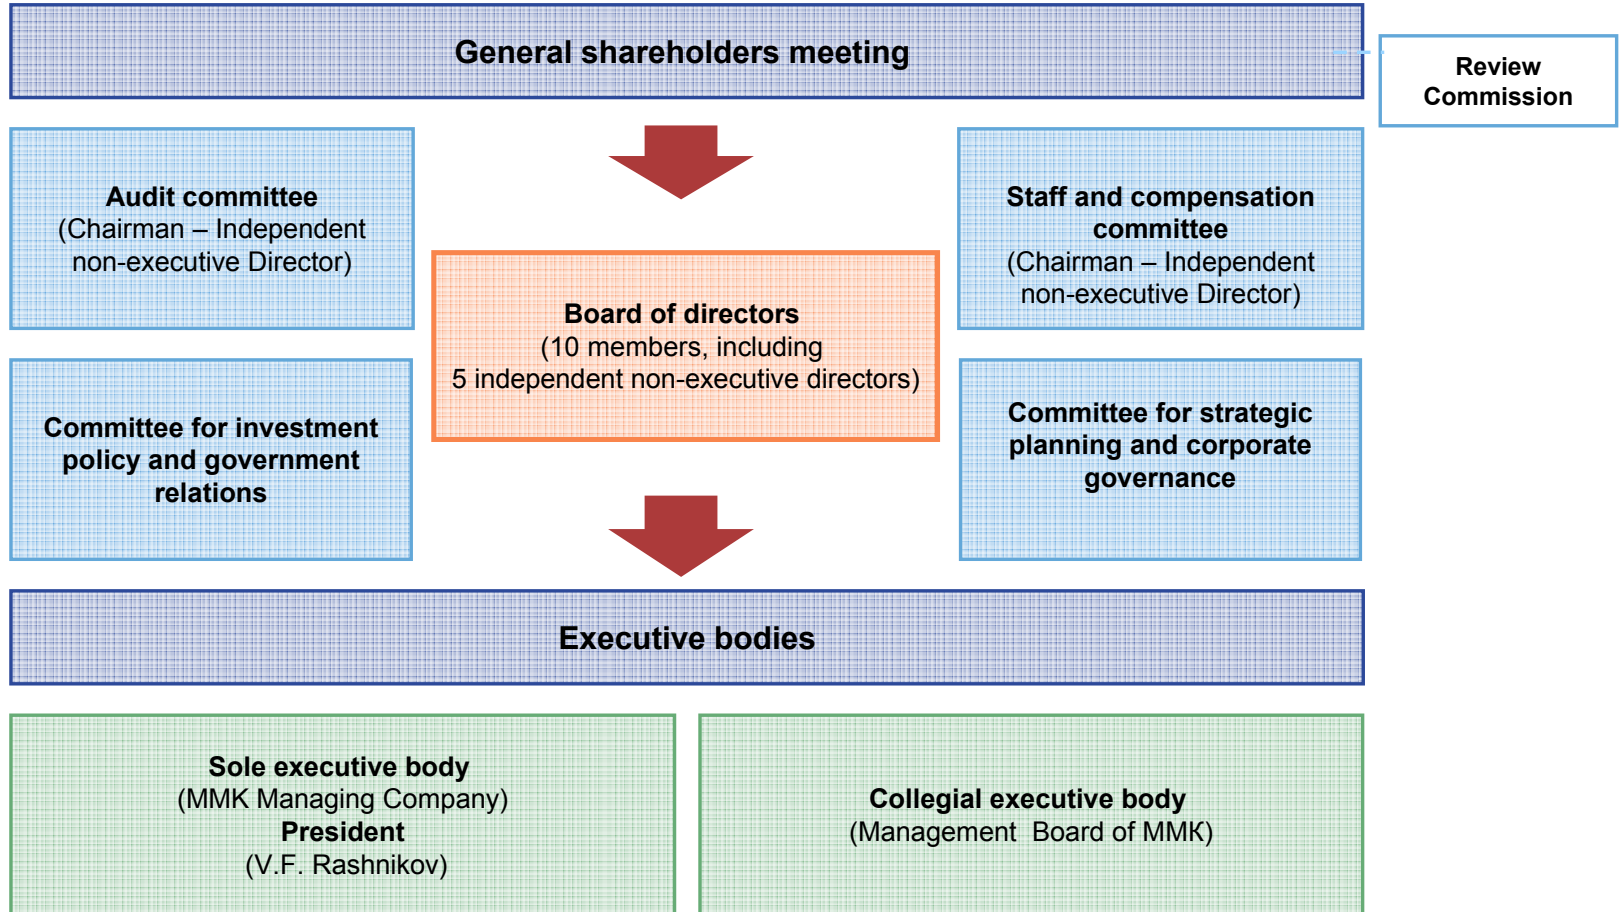 General shareholders meeting
Review
Commission
Audit committee
(Chairman – Independent
non-executive Director)
Staff and compensation
committee
(Chairman – Independent
non-executive Director)
Board of directors
(10 members, including
5 independent non-executive directors)
Committee for investment
policy and government
relations
Committee for strategic
planning and corporate
governance
Executive bodies
Sole executive body
(MMK Managing Company)
President
(V.F. Rashnikov)
Collegial executive body
(Management  Board of MMK)